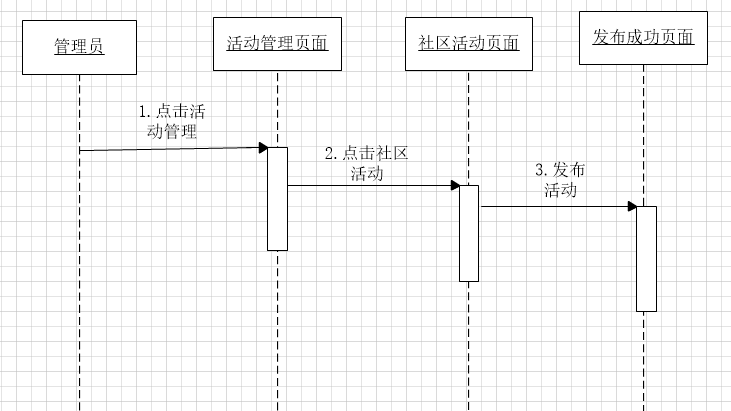 管理员
活动管理页面
社区活动页面
发布成功页面
1.点击活
动管理
2.点击社区
活动
3.发布
活动